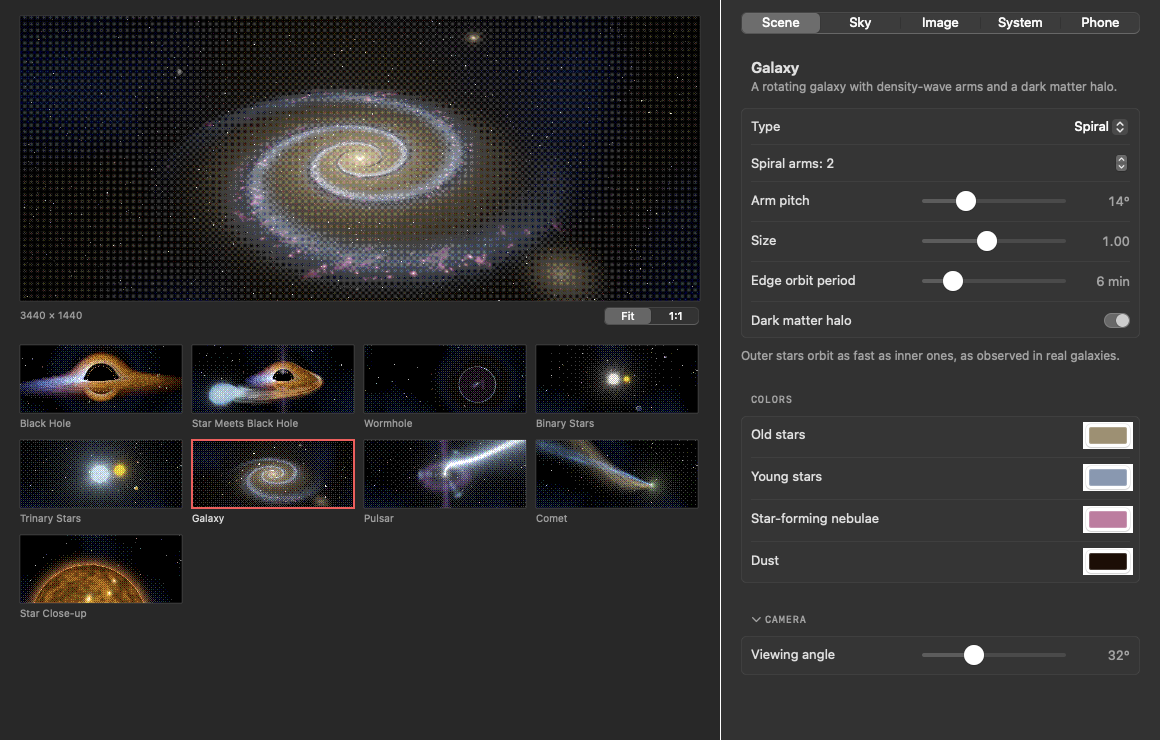 Scene Sky Image System Phone
Galaxy
A rotating galaxy with density-wave arms and a dark matter halo.
Type Spiral
Spiral arms: 2
Arm pitch 14°
Size 1.00
Edge orbit period 6 min
Dark matter halo
Outer stars orbit as fast as inner ones, as observed in real galaxies.
COLORS
Old stars
Young stars
Star-forming nebulae
Dust
CAMERA
Viewing angle 32°
3440 × 1440 Fit 1:1
Black Hole Star Meets Black Hole Wormhole Binary Stars
Trinary Stars Galaxy Pulsar Comet
Star Close-up